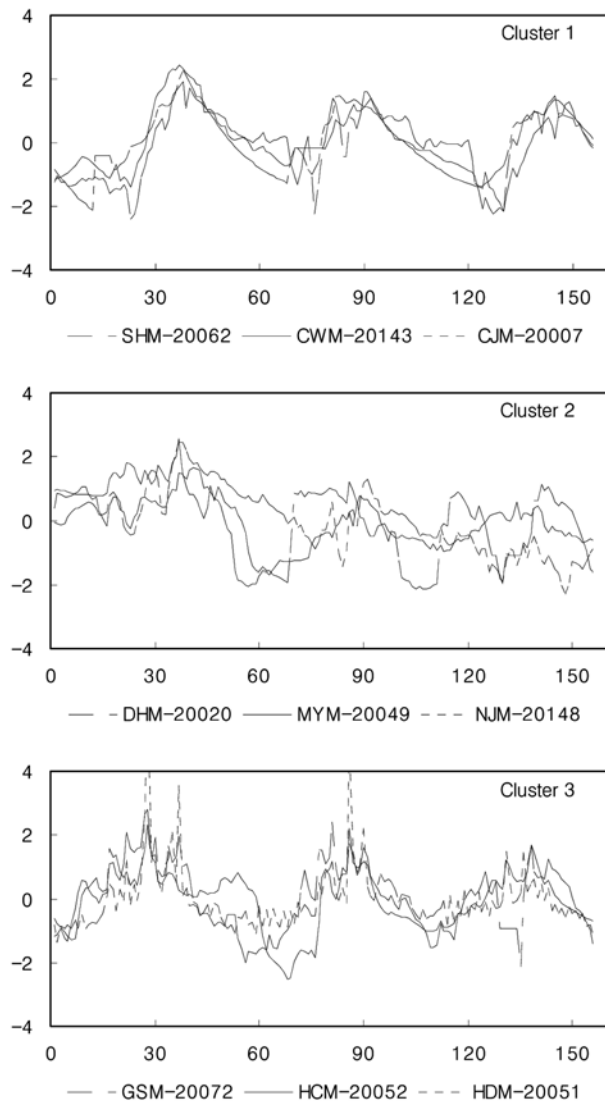 Cluster 1
4
2
0
−2
−4
0 30 60 90 120 150
SHM−20062 CWM−20143 CJM−20007
Cluster 2
4
2
0
−2
−4
0 30 60 90 120 150
DHM−20020 MYM−20049 NJM−20148
Cluster 3
4
2
0
−2
−4
0 30 60 90 120 150
GSM−20072 HCM−20052 HDM−20051